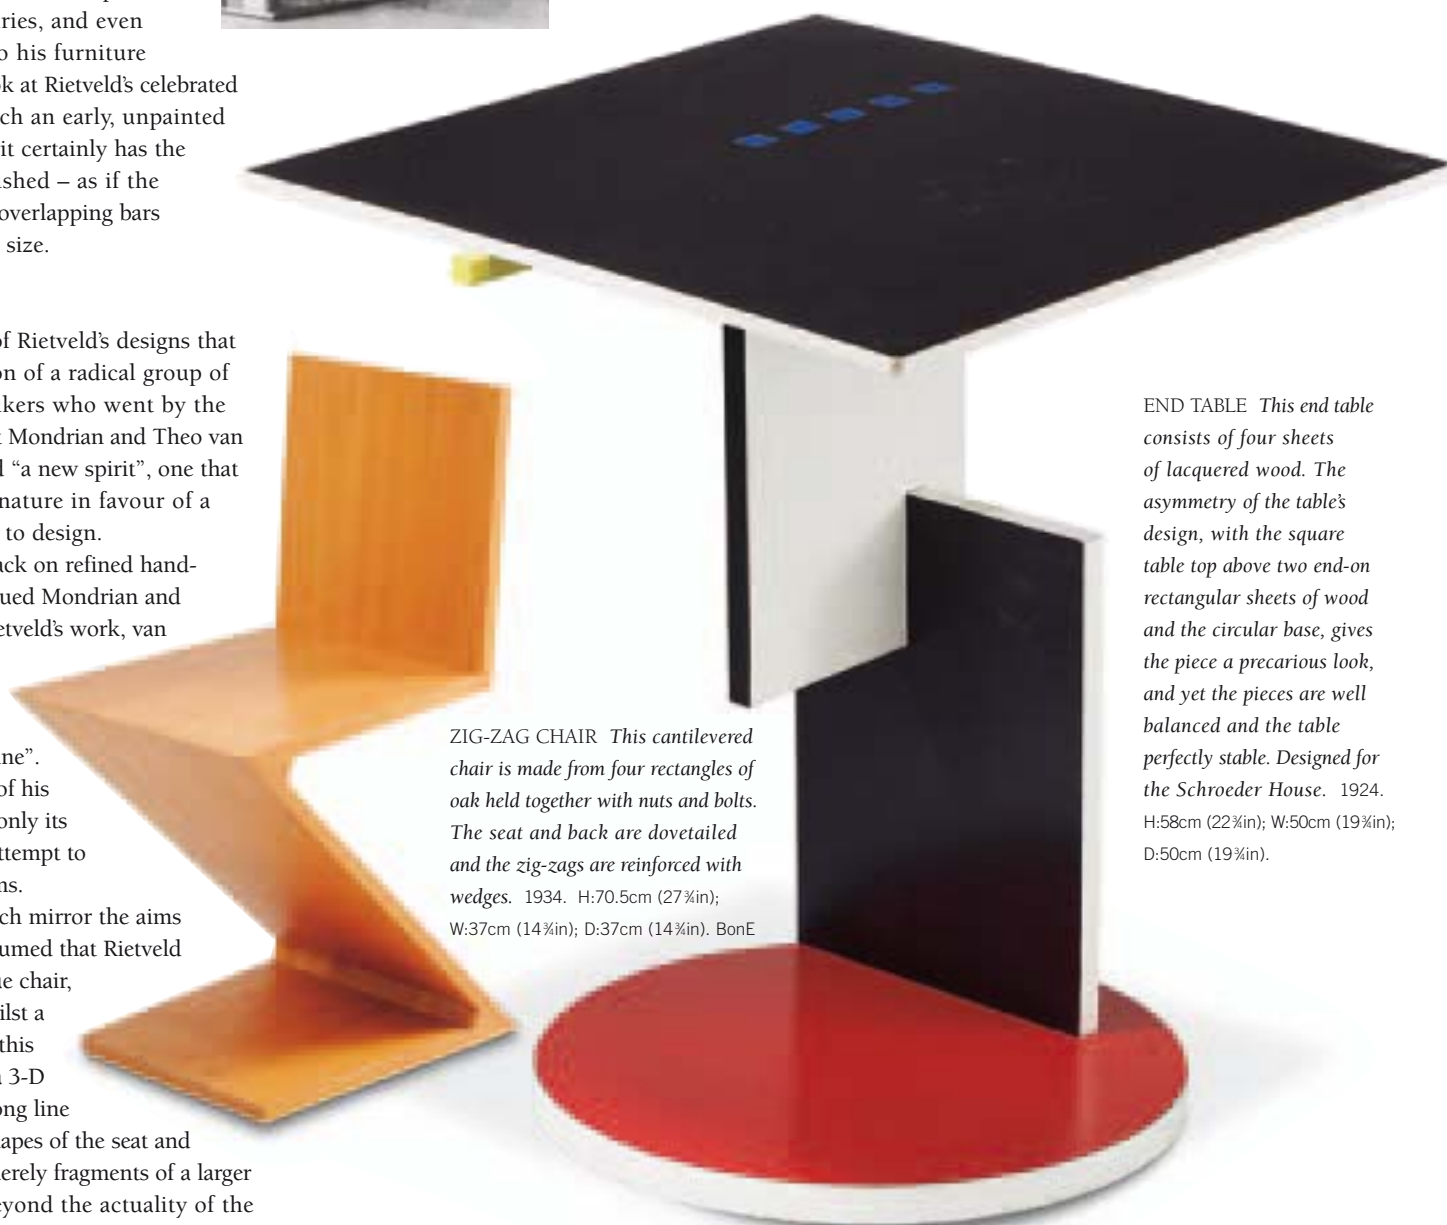 ries, and even
o his furniture
ok at Rietveld’s celebrated
ch an early, unpainted
it certainly has the
shed – as if the
overlapping bars
size.
of Rietveld’s designs that
on of a radical group of
kers who went by the
k Mondrian and Theo van
d “a new spirit”, one that
nature in favour of a
to design.
ack on refined hand-
ued Mondrian and
etveld’s work, van
ne”.
of his
only its
ttempt to
ns.
ch mirror the aims
umed that Rietveld
ue chair,
ilst a
this
a 3-D
ong line
apes of the seat and
erely fragments of a larger
eyond the actuality of the
ZIG-ZAG CHAIR This cantilevered
chair is made from four rectangles of
oak held together with nuts and bolts.
The seat and back are dovetailed
and the zig-zags are reinforced with
wedges. 1934. H:70.5cm (27¾in);
W:37cm (14¾in); D:37cm (14¾in). BonE
END TABLE This end table
consists of four sheets
of lacquered wood. The
asymmetry of the table’s
design, with the square
table top above two end-on
rectangular sheets of wood
and the circular base, gives
the piece a precarious look,
and yet the pieces are well
balanced and the table
perfectly stable. Designed for
the Schroeder House. 1924.
H:58cm (22¾in); W:50cm (19¾in);
D:50cm (19¾in).